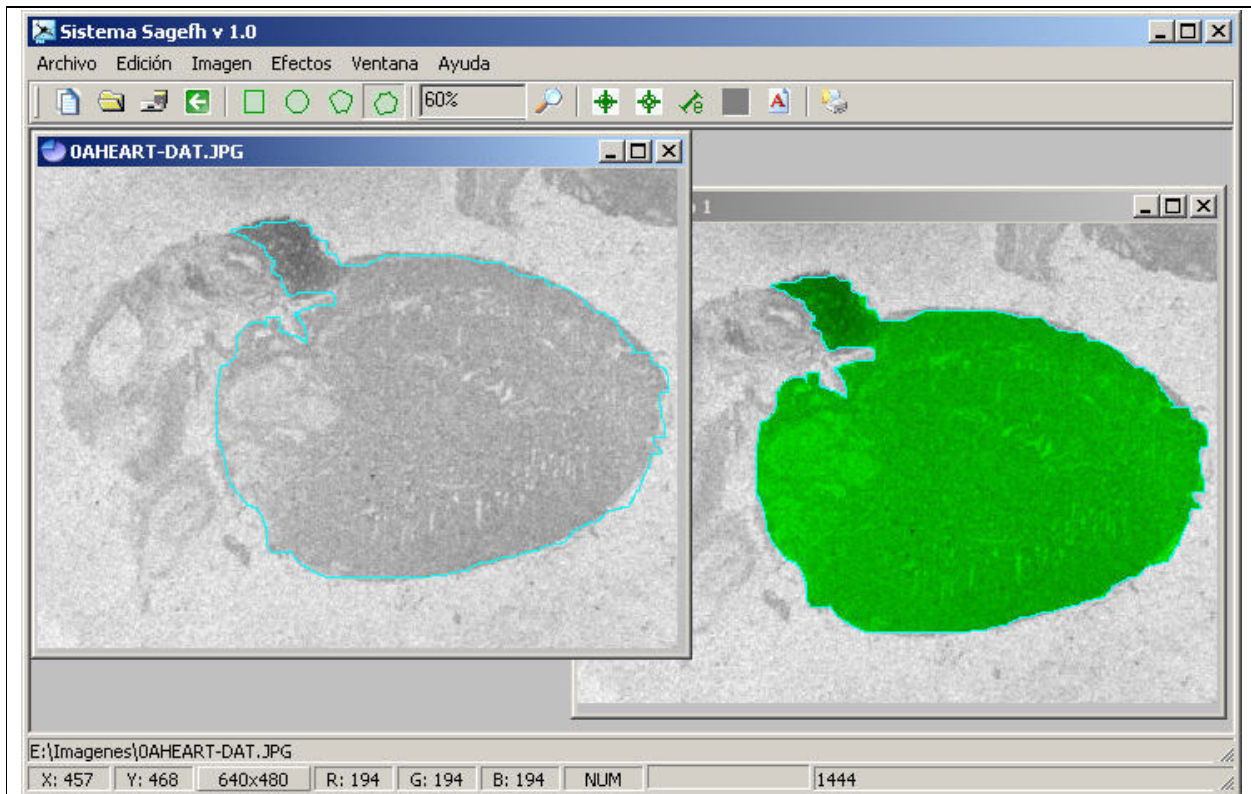 Sistema Sagefh v 1.0
Archivo Edición Imagen Efectos Ventana Ayuda
60%
0AHEART-DAT.JPG
1
E:\Imagenes\0AHEART-DAT.JPG
X: 457 Y: 468 640x480 R: 194 G: 194 B: 194 NUM 1444